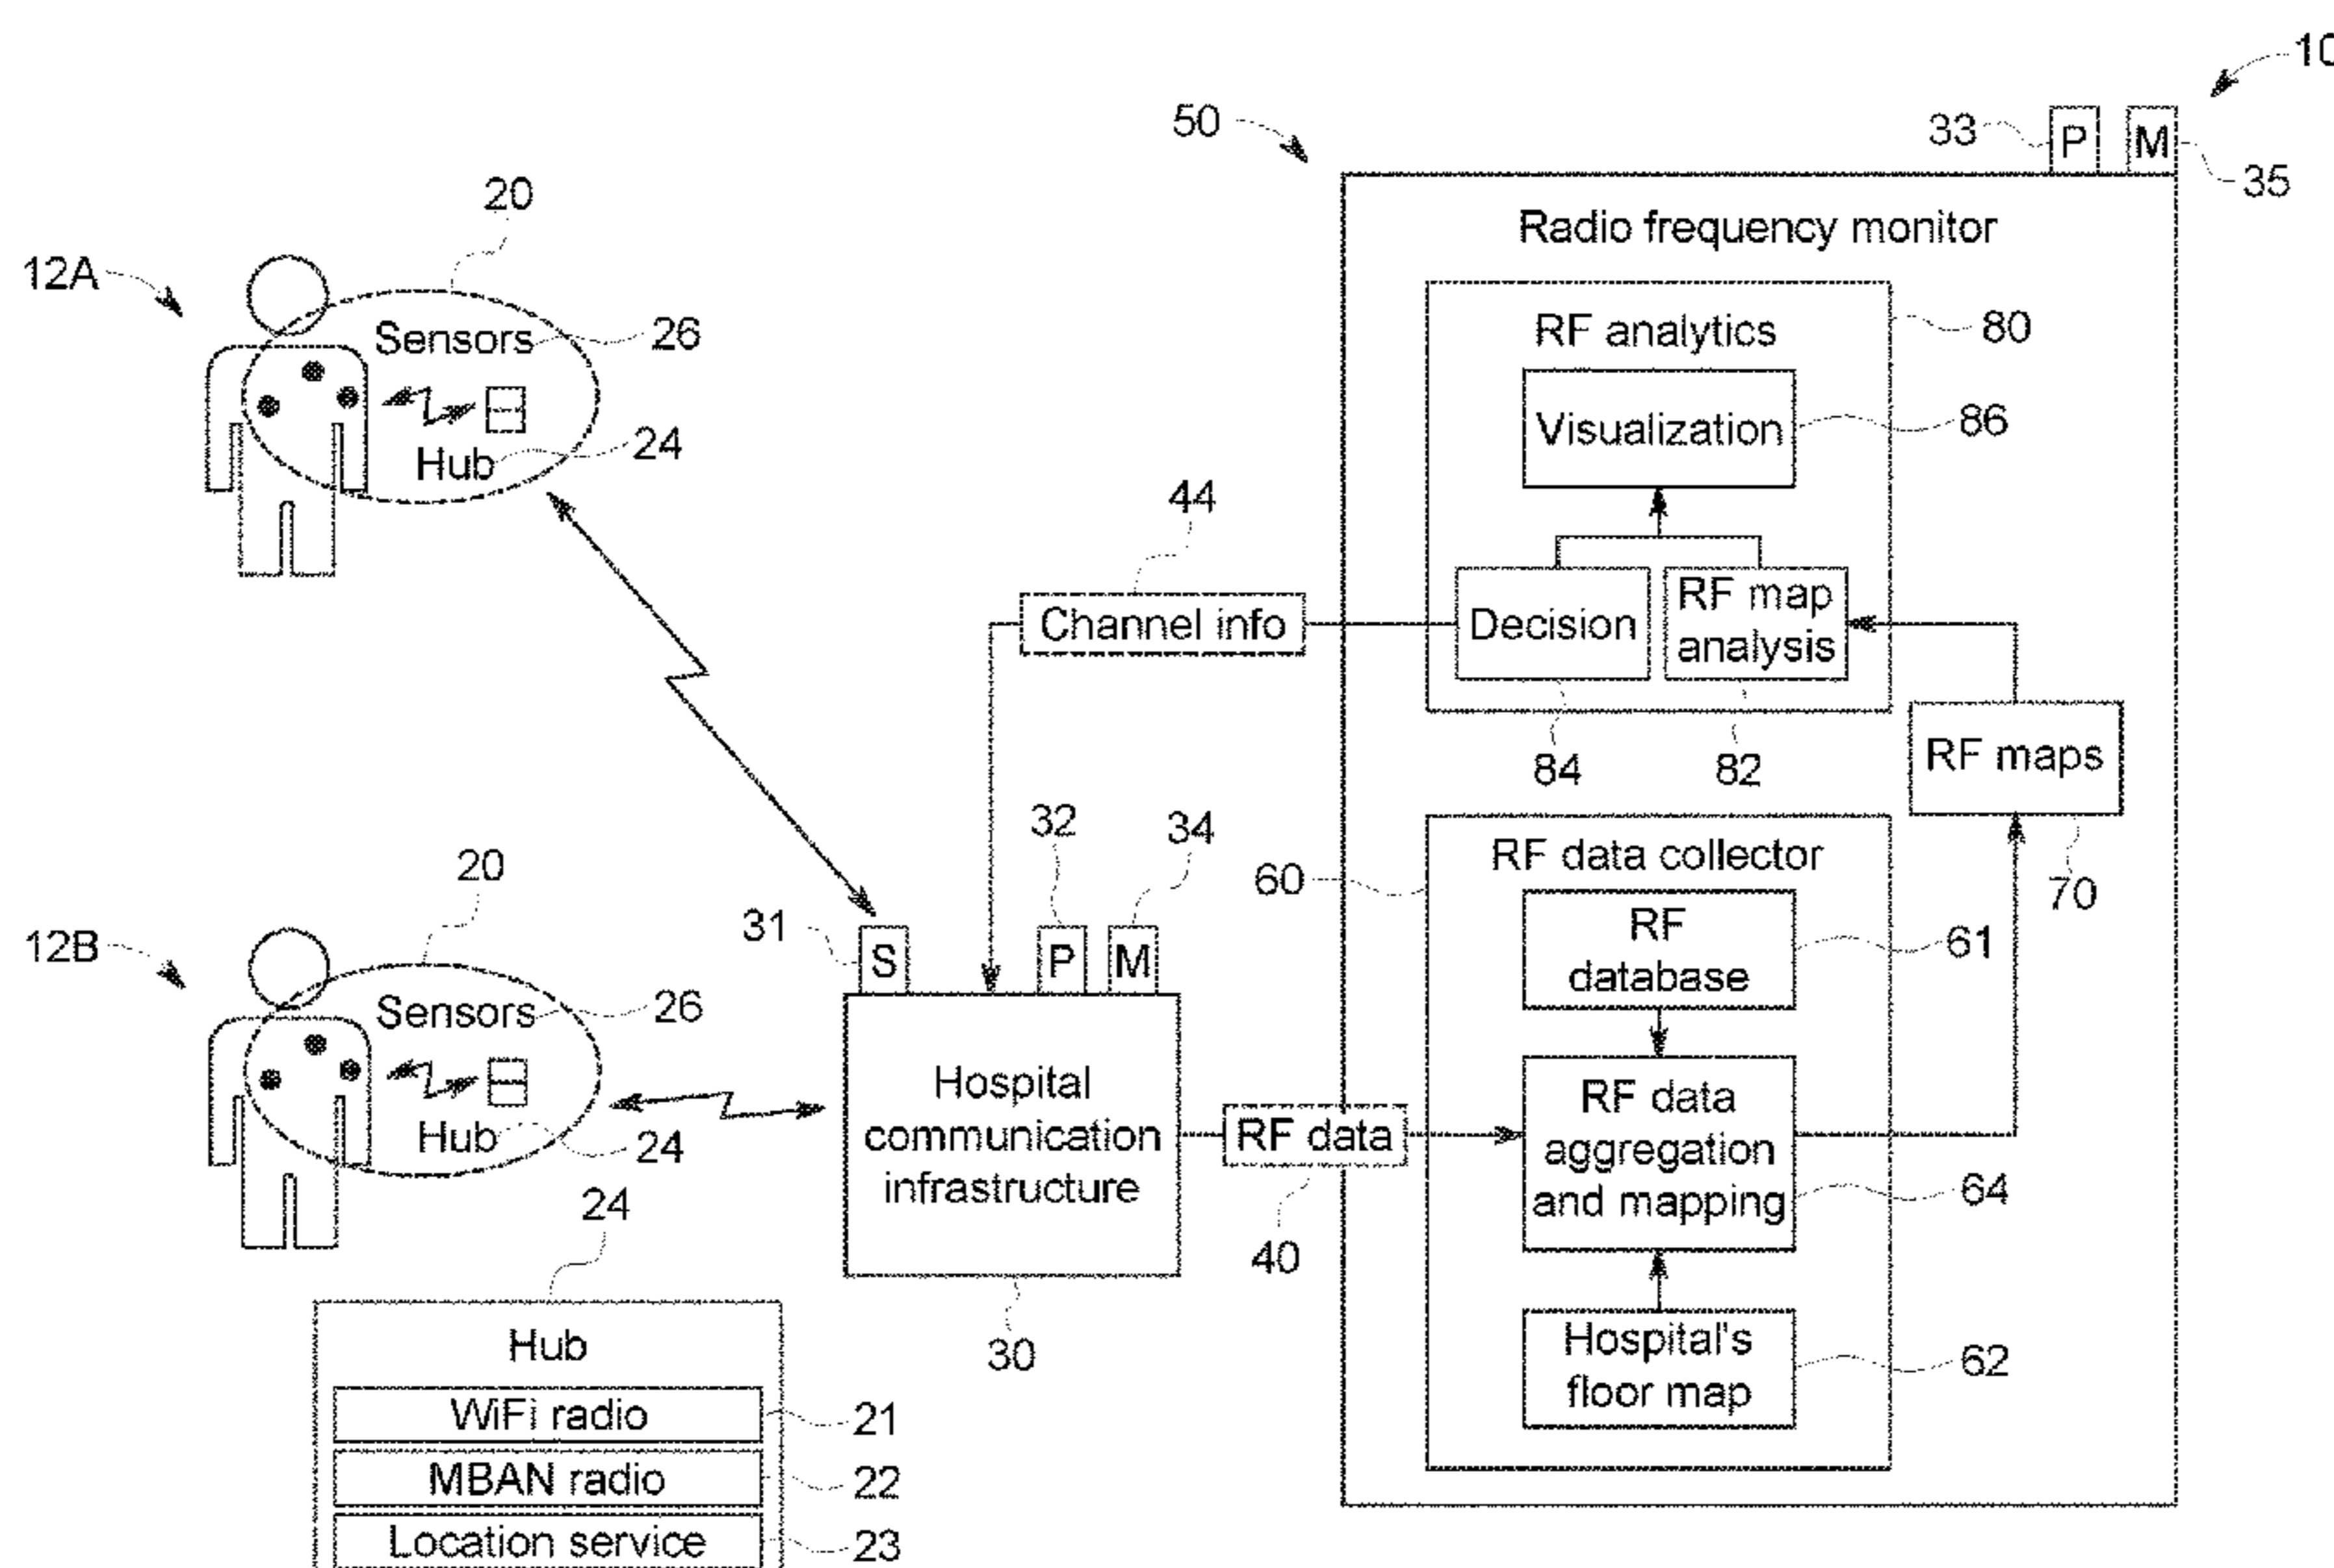 10
50
33
P
M
35
Radio frequency monitor
20
12A
Sensors
26
Hub
24
RF analytics
80
Visualization
86
44
Channel info
Decision
RF map
analysis
84
82
RF maps
70
20
12B
Sensors
26
Hub
24
31
S
32
P
34
M
Hospital
communication
infrastructure
30
RF data
40
60
RF data collector
RF
database
61
RF data
aggregation
and mapping
64
Hospital's
floor map
62
24
Hub
WiFi radio
21
MBAN radio
22
Location service
23